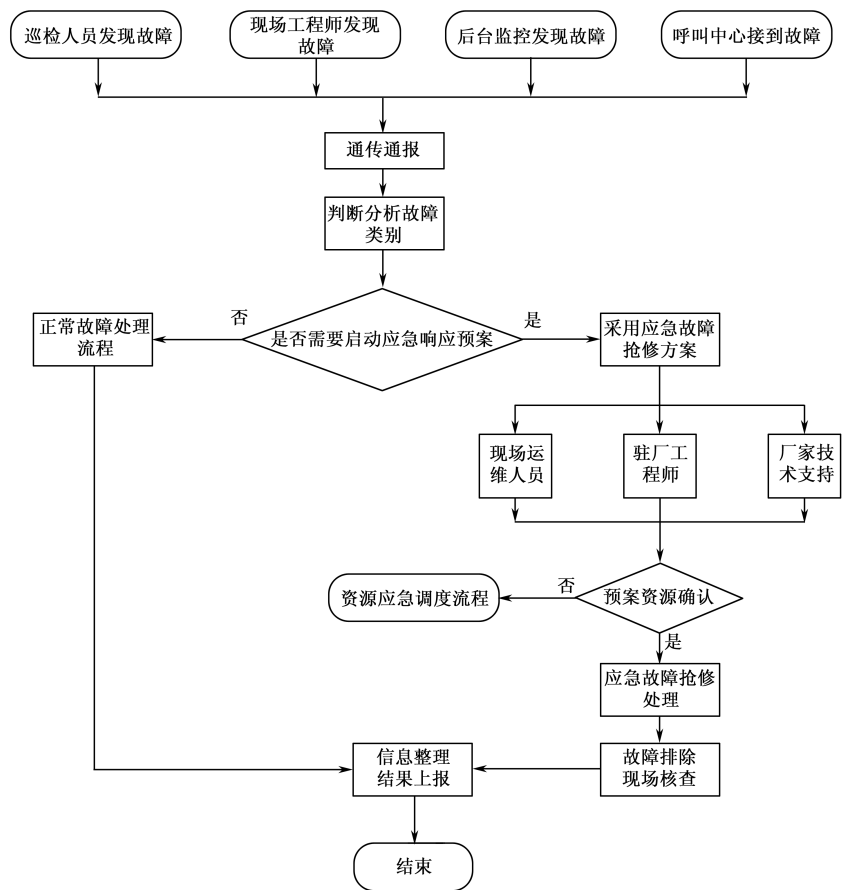 巡检人员发现故障
现场工程师发现
故障
后台监控发现故障
呼叫中心接到故障
通传通报
判断分析故障
类别
否
是
正常故障处理
流程
是否需要启动应急响应预案
采用应急故障
抢修方案
现场运
维人员
驻厂工
程师
厂家技
术支持
否
资源应急调度流程
预案资源确认
是
应急故障抢修
处理
信息整理
结果上报
故障排除
现场核查
结束